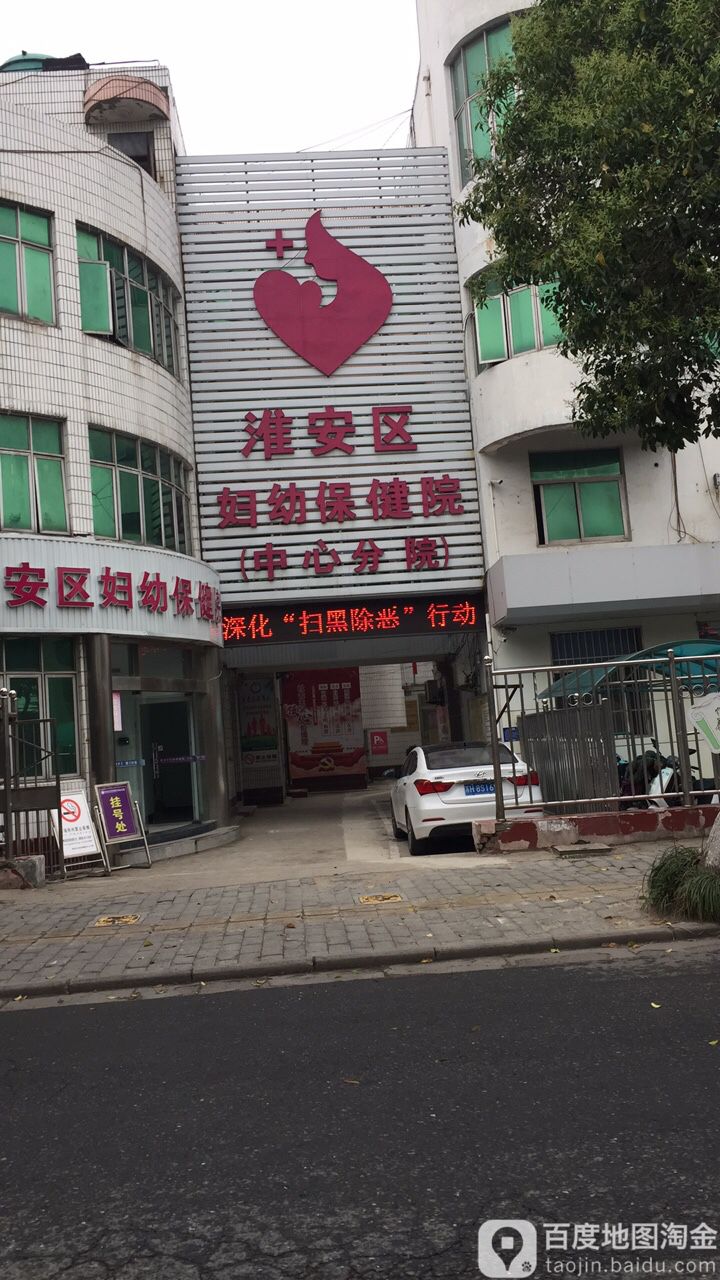 淮安区
妇幼保健院
(中心分院)
安区妇幼保健
深化“扫黑除恶”行动
挂号处
P
百度地图淘金
taojin.baidu.com